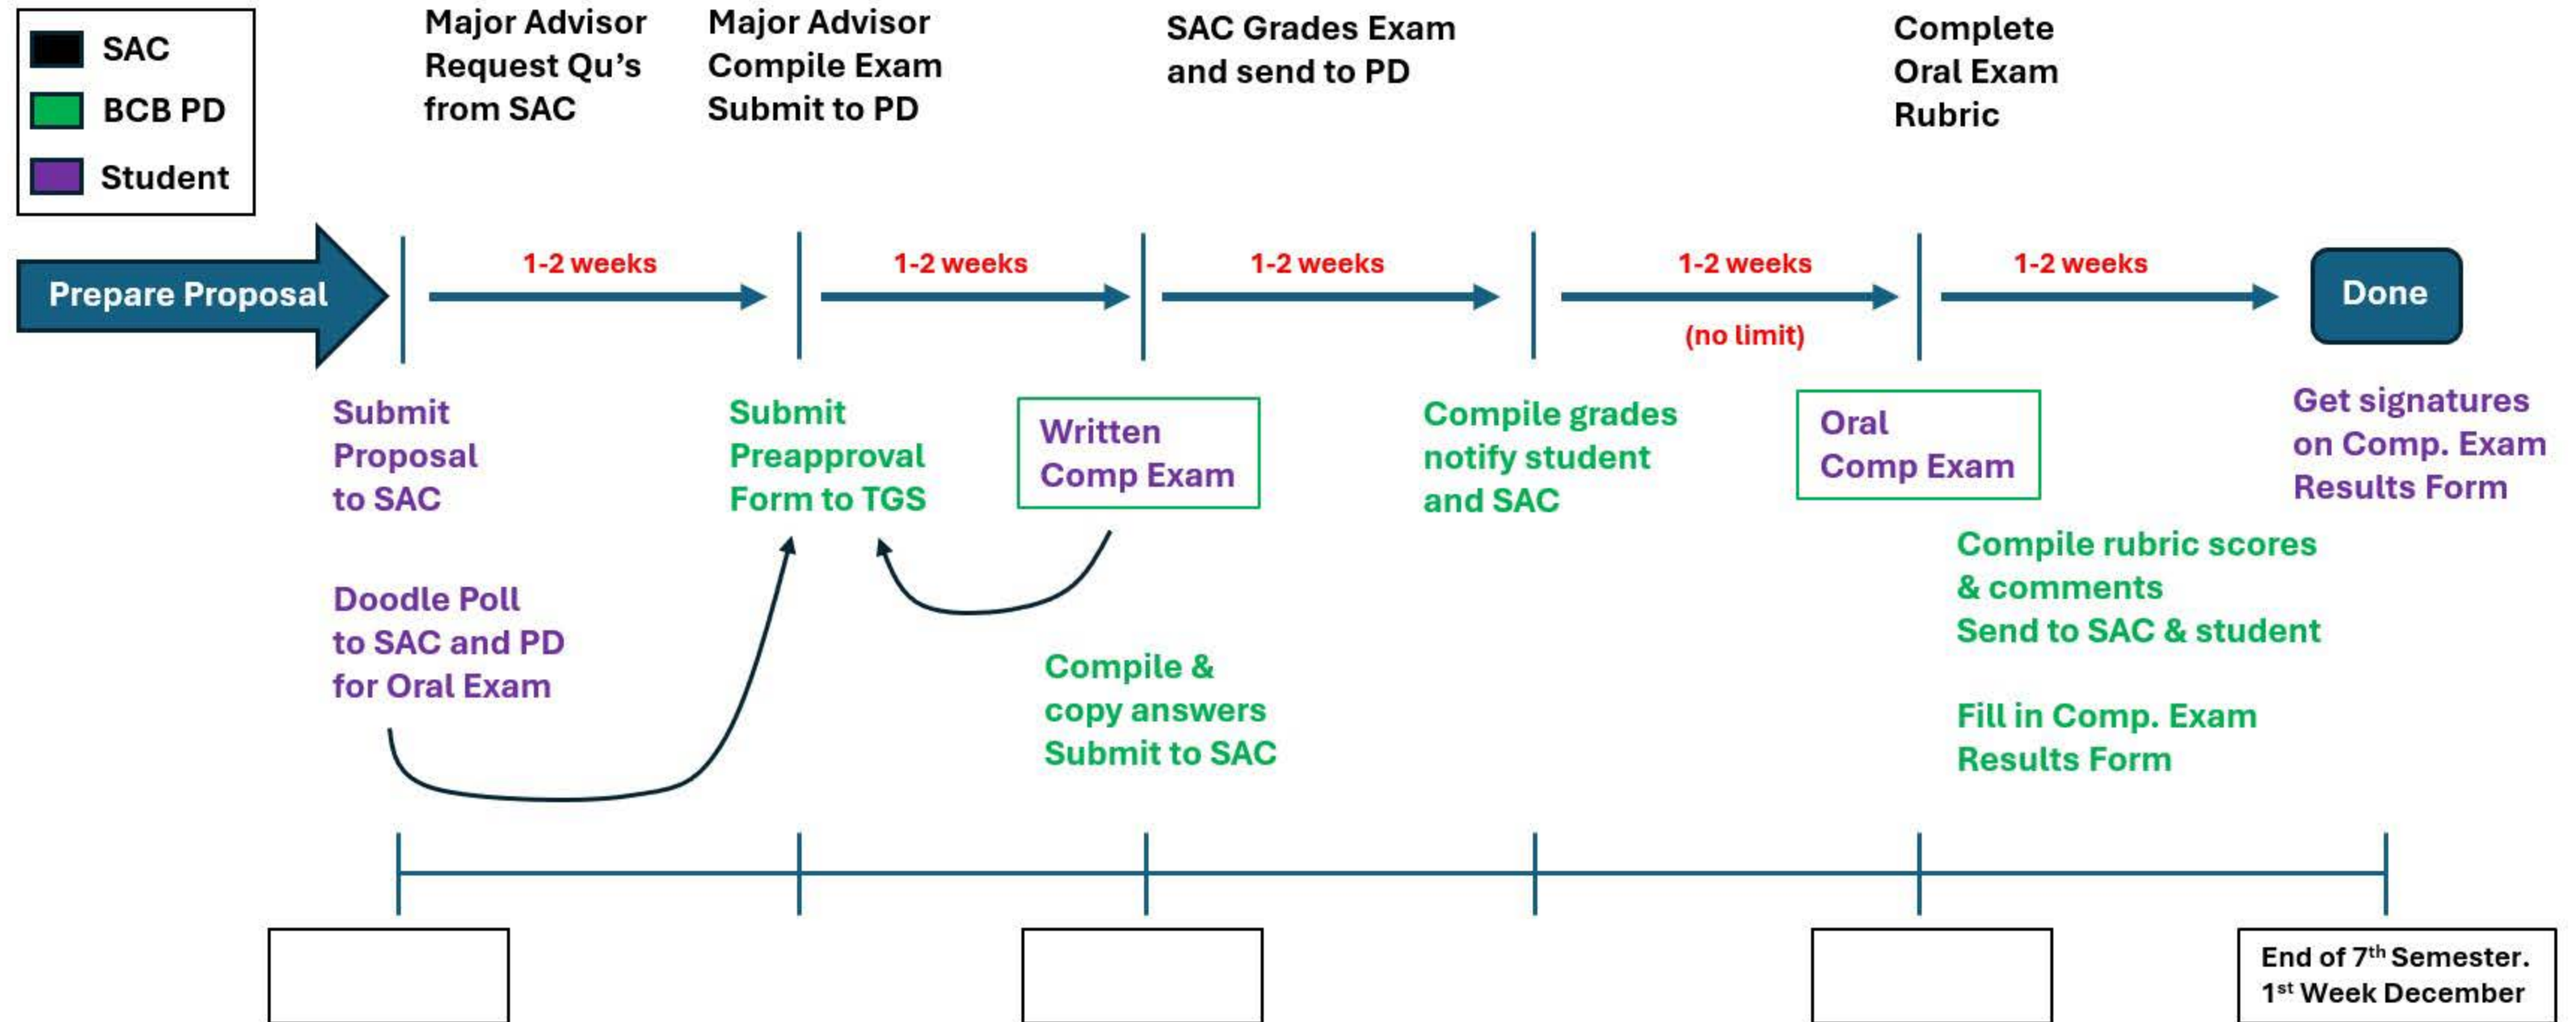 SAC
BCB PD
Student
Major Advisor
Request Qu's
from SAC
Major Advisor
Compile Exam
Submit to PD
SAC Grades Exam
and send to PD
Complete
Oral Exam
Rubric
Prepare Proposal
1-2 weeks
1-2 weeks
1-2 weeks
1-2 weeks
(no limit)
1-2 weeks
Done
Submit
Proposal
to SAC
Doodle Poll
to SAC and PD
for Oral Exam
Submit
Preapproval
Form to TGS
Written
Comp Exam
Compile &
copy answers
Submit to SAC
Compile grades
notify student
and SAC
Oral
Comp Exam
Compile rubric scores
& comments
Send to SAC & student
Fill in Comp. Exam
Results Form
Get signatures
on Comp. Exam
Results Form
End of 7th Semester.
1st Week December